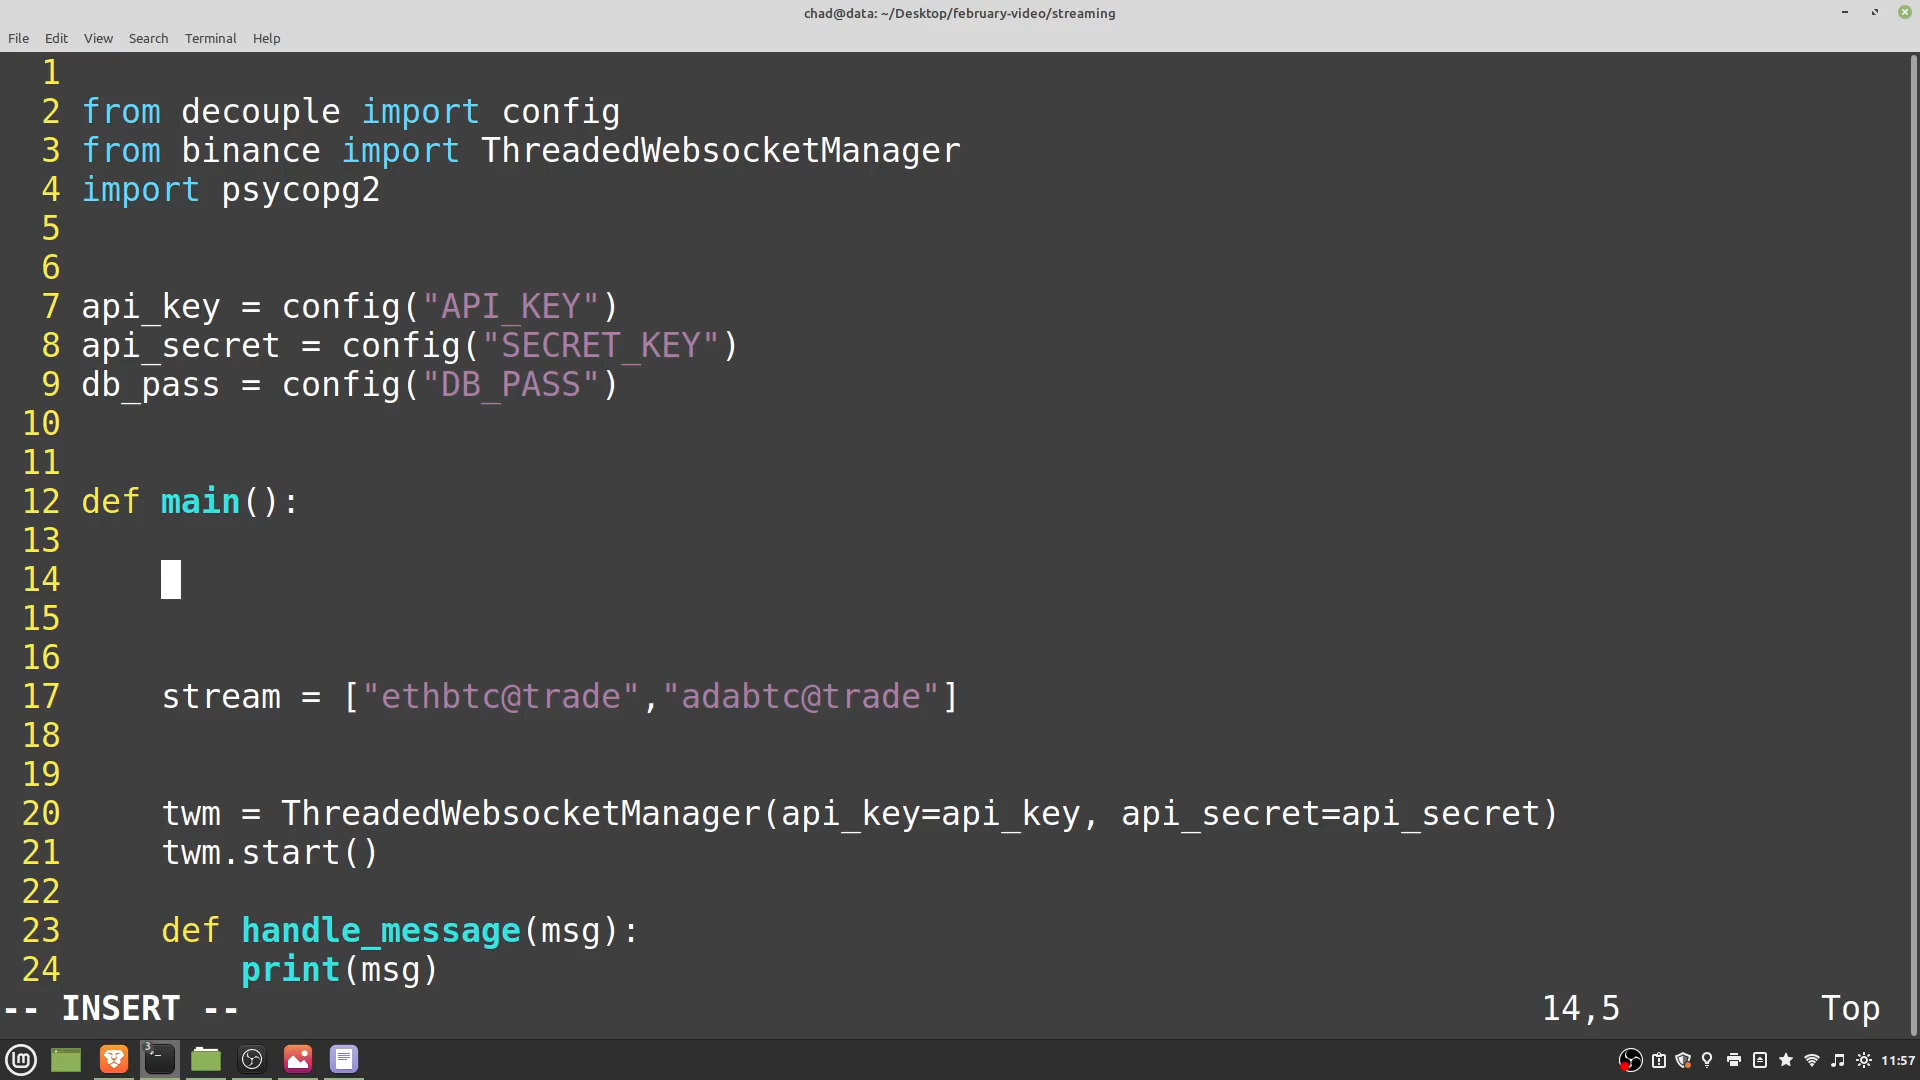 chad@data: ~/Desktop/february-video/streaming
File Edit View Search Terminal Help
1
2 from decouple import config
3 from binance import ThreadedWebsocketManager
4 import psycopg2
5
6
7 api_key = config("API_KEY")
8 api_secret = config("SECRET_KEY")
9 db_pass = config("DB_PASS")
10
11
12 def main():
13
14
15
16
17     stream = ["ethbtc@trade","adabtc@trade"]
18
19
20     twm = ThreadedWebsocketManager(api_key=api_key, api_secret=api_secret)
21     twm.start()
22
23     def handle_message(msg):
24         print(msg)
-- INSERT -- 14,5 Top
3 11:57